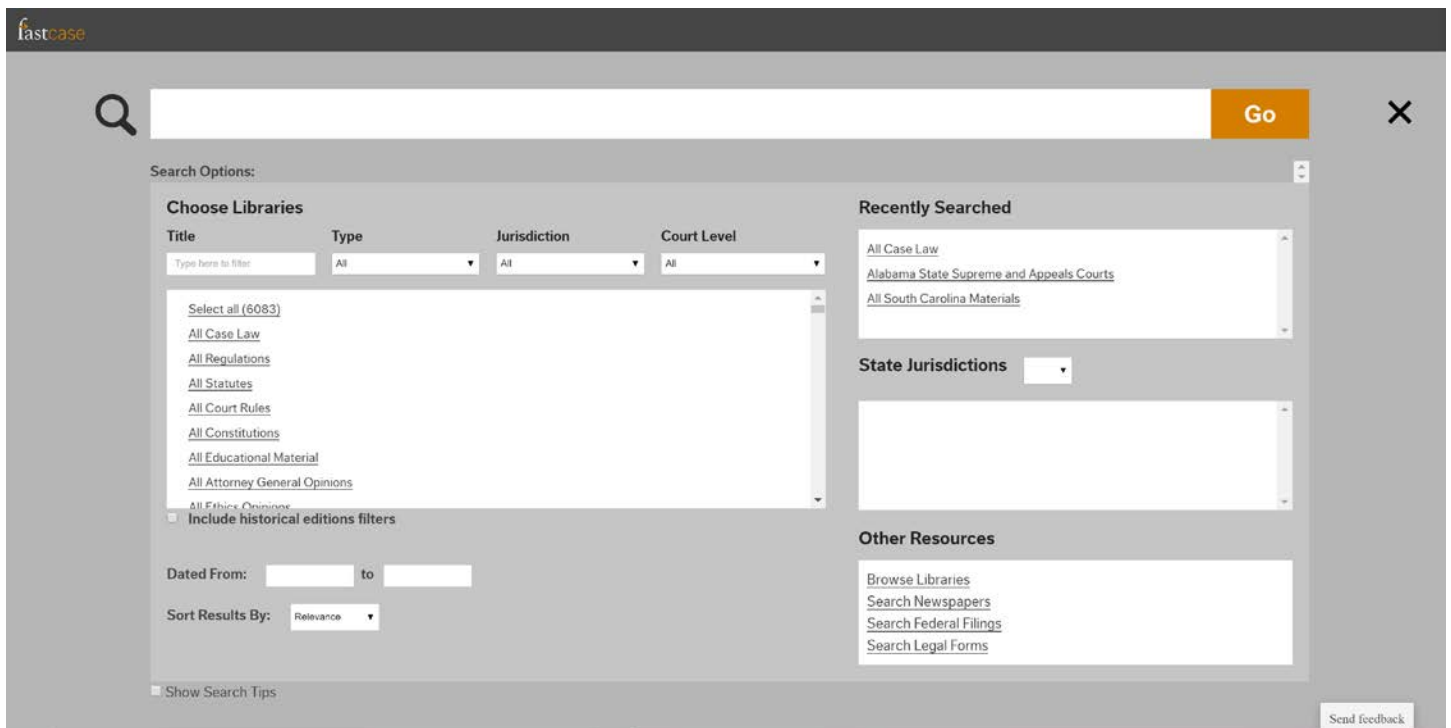 fastcase
Go
Search Options:
Choose Libraries
Title Type Jurisdiction Court Level
Type here to filter All All All
Select all (6083)
All Case Law
All Regulations
All Statutes
All Court Rules
All Constitutions
All Educational Material
All Attorney General Opinions
All Ethics Opinions
Include historical editions filters
Dated From: to
Sort Results By: Relevance
Show Search Tips
Recently Searched
All Case Law
Alabama State Supreme and Appeals Courts
All South Carolina Materials
State Jurisdictions
Other Resources
Browse Libraries
Search Newspapers
Search Federal Filings
Search Legal Forms
Send feedback